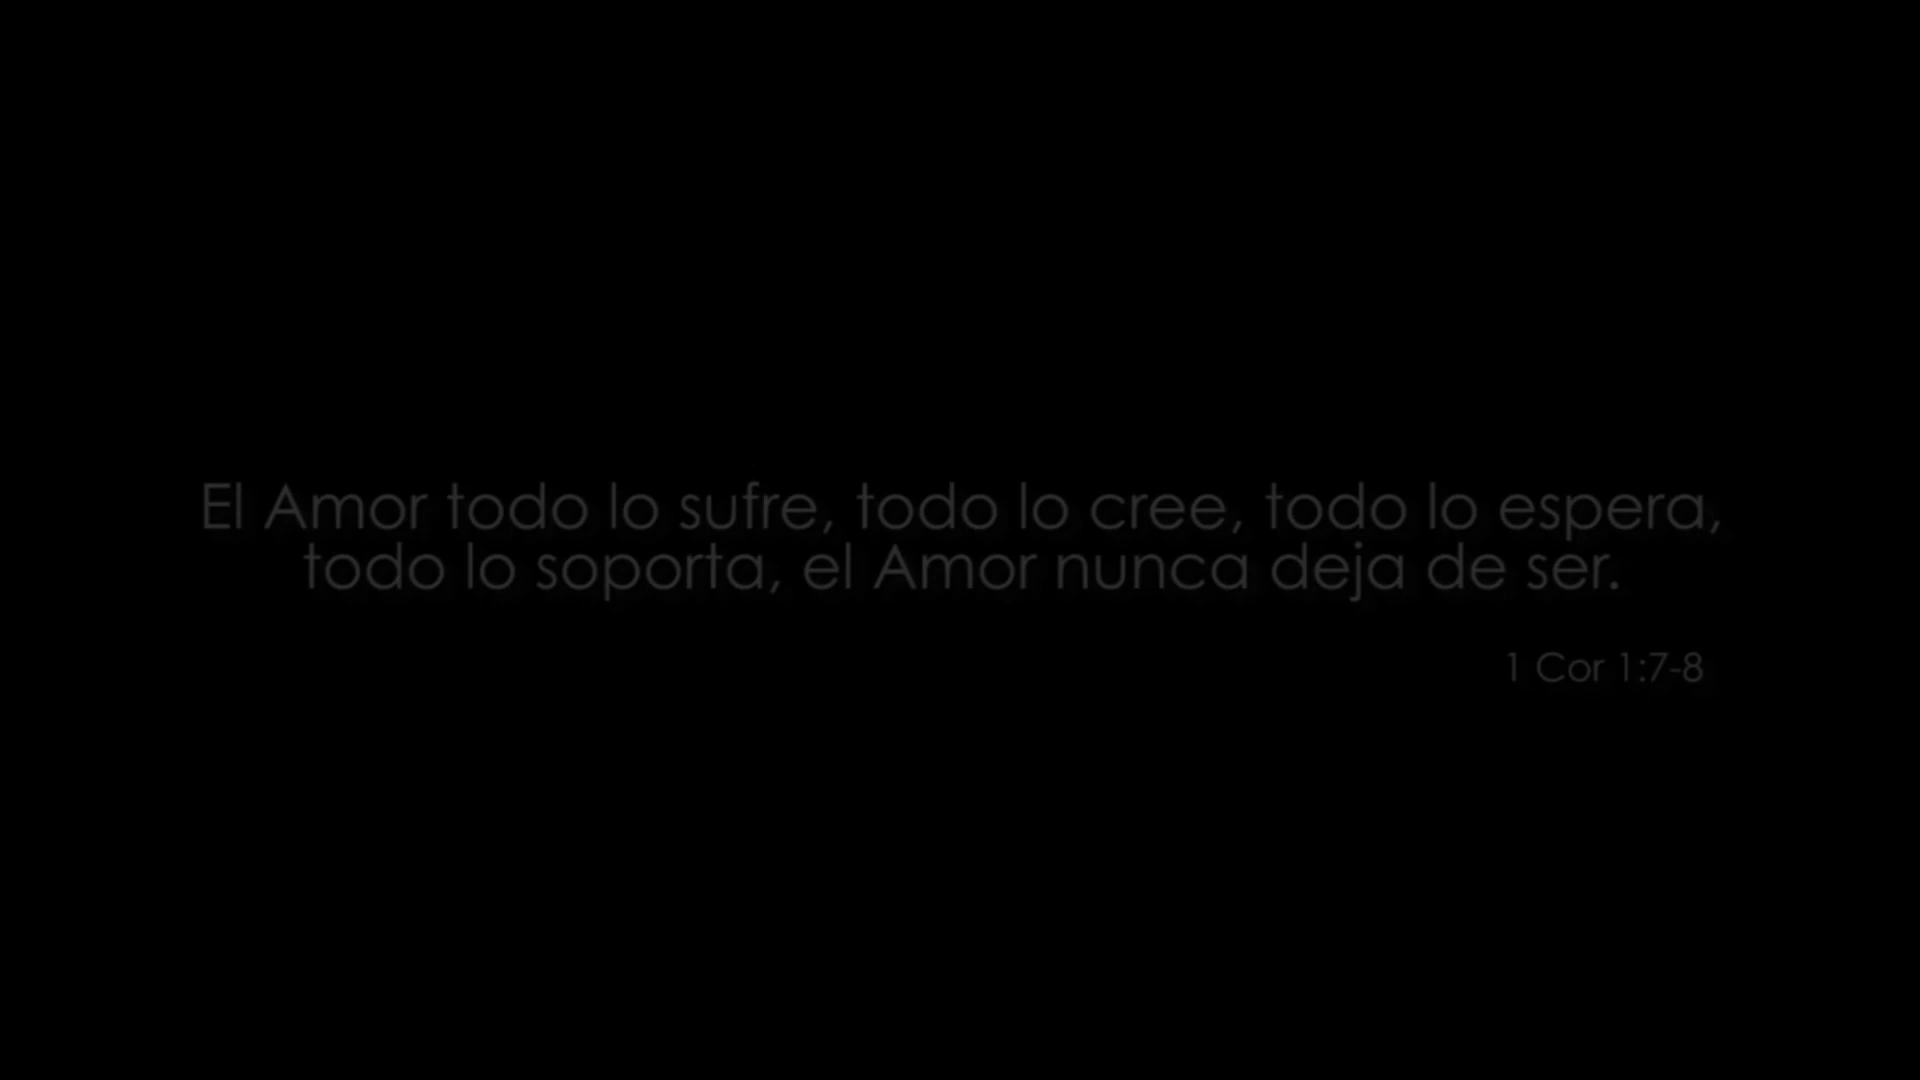 El Amor todo lo sufre, todo lo cree, todo lo espera,
todo lo soporta, el Amor nunca deja de ser.
1 Cor 1:7-8